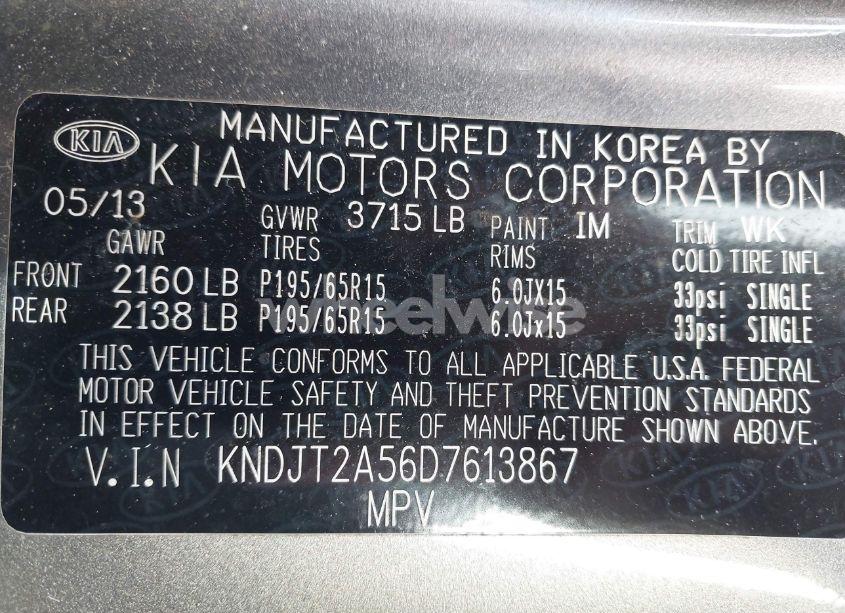 KIA
MANUFACTURED IN KOREA BY
KIA MOTORS CORPORATION
05/13 GVWR 3715 LB PAINT IM TRIM WK
GAWR TIRES RIMS COLD TIRE INFL
FRONT 2160 LB P195/65R15 6.0JX15 33psi SINGLE
REAR 2138 LB P195/65R15 6.0Jx15 33psi SINGLE
wheelwise
THIS VEHICLE CONFORMS TO ALL APPLICABLE U.S.A. FEDERAL
MOTOR VEHICLE SAFETY AND THEFT PREVENTION STANDARDS
IN EFFECT ON THE DATE OF MANUFACTURE SHOWN ABOVE.
V.I.N KNDJT2A56D7613867
MPV